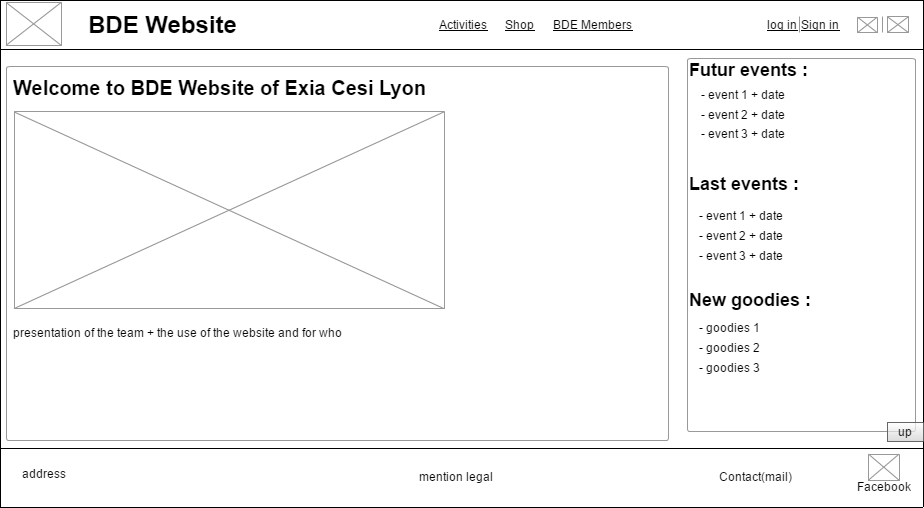 BDE Website
Activities Shop BDE Members
log in Sign in
Welcome to BDE Website of Exia Cesi Lyon
presentation of the team + the use of the website and for who
Futur events :
- event 1 + date
- event 2 + date
- event 3 + date
Last events :
- event 1 + date
- event 2 + date
- event 3 + date
New goodies :
- goodies 1
- goodies 2
- goodies 3
up
address
mention legal
Contact(mail)
Facebook